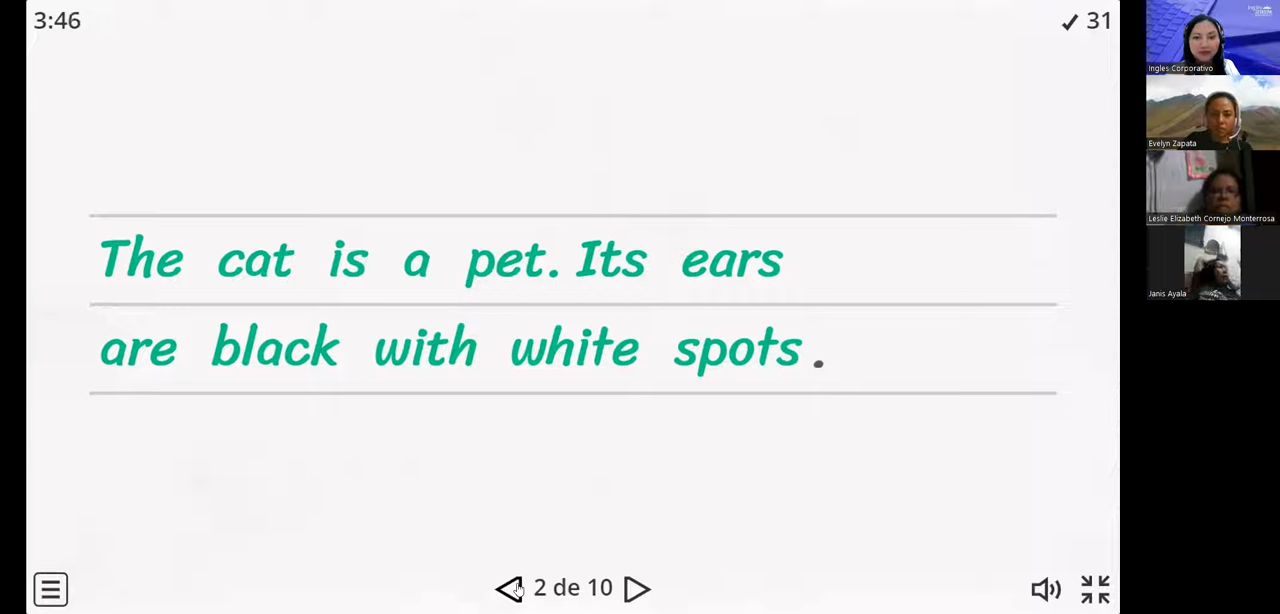 3:46
✓ 31
The cat is a pet. Its ears
are black with white spots.
2 de 10
Ingles Corporativo
Evelyn Zapata
Leslie Elizabeth Cornejo Monterrosa
Janis Ayala